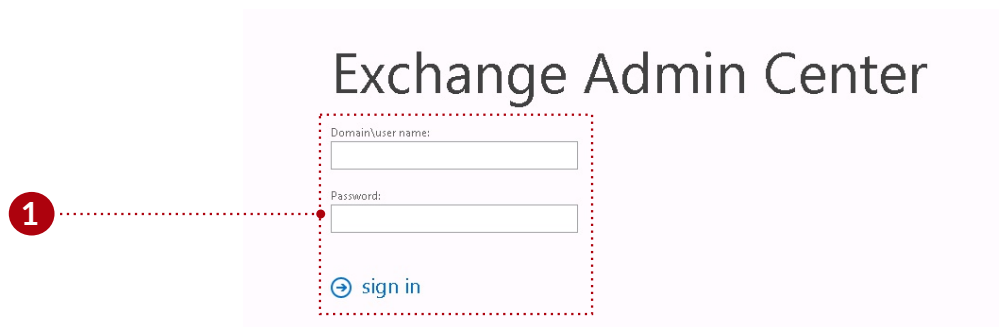 Exchange Admin Center
Domain\user name:
Password:
1
sign in